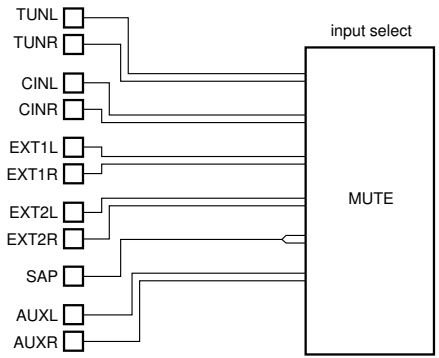 TUNL
TUNR
input select
CINL
CINR
EXT1L
EXT1R
MUTE
EXT2L
EXT2R
SAP
AUXL
AUXR